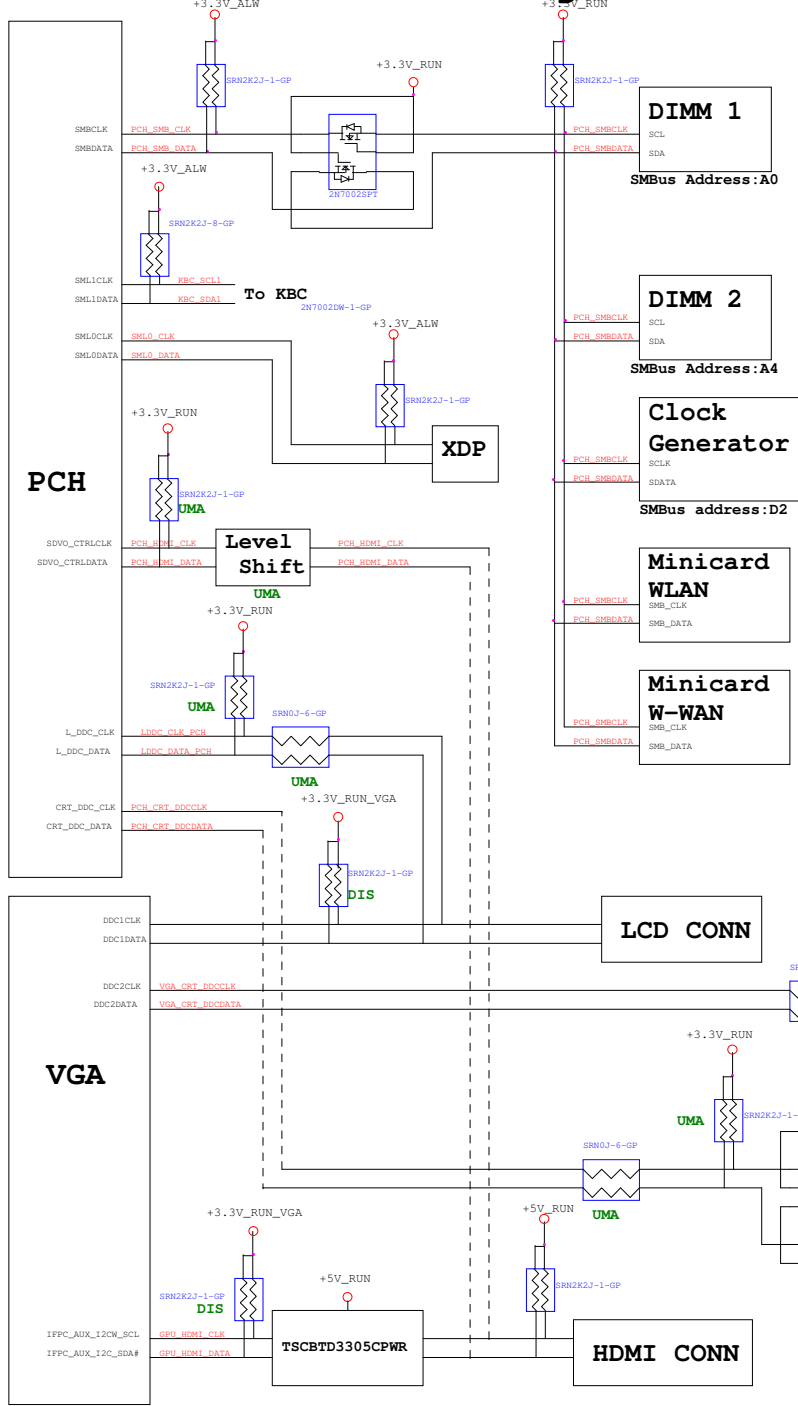 +3.3V_ALW
+3.3V_RUN
SRN2K2J-1-GP
+3.3V_RUN
SRN2K2J-1-GP
DIMM 1
SMBCLK
PCH_SMB_CLK
PCH_SMBCLK
SCL
SMBDATA
PCH_SMB_DATA
PCH_SMBDATA
SDA
+3.3V_ALW
SMBus Address:A0
2N7002SPT
SRN2K2J-8-GP
SML1CLK
KBC_SCL1
SML1DATA
KBC_SDA1
To KBC
2N7002DW-1-GP
DIMM 2
+3.3V_ALW
PCH_SMBCLK
SCL
SML0CLK
SML0_CLK
PCH_SMBDATA
SDA
SML0DATA
SML0_DATA
SMBus Address:A4
SRN2K2J-1-GP
+3.3V_RUN
Clock
Generator
XDP
PCH_SMBCLK
SCLK
PCH_SMBDATA
SDATA
PCH
SRN2K2J-1-GP
UMA
SMBus address:D2
SDVO_CTRLCLK
PCH_HDMI_CLK
Level
Shift
PCH_HDMI_CLK
SDVO_CTRLDATA
PCH_HDMI_DATA
PCH_HDMI_DATA
UMA
Minicard
WLAN
PCH_SMBCLK
SMB_CLK
PCH_SMBDATA
SMB_DATA
+3.3V_RUN
SRN2K2J-1-GP
UMA
Minicard
W-WAN
SRN0J-6-GP
PCH_SMBCLK
SMB_CLK
PCH_SMBDATA
SMB_DATA
L_DDC_CLK
LDDC_CLK_PCH
L_DDC_DATA
LDDC_DATA_PCH
UMA
+3.3V_RUN_VGA
CRT_DDC_CLK
PCH_CRT_DDCCLK
CRT_DDC_DATA
PCH_CRT_DDCDATA
SRN2K2J-1-GP
DIS
DDC1CLK
DDC1DATA
LCD CONN
DDC2CLK
VGA_CRT_DDCCLK
DDC2DATA
VGA_CRT_DDCDATA
+3.3V_RUN
VGA
UMA
SRN2K2J-1-
SRN0J-6-GP
UMA
+3.3V_RUN_VGA
+5V_RUN
+5V_RUN
SRN2K2J-1-GP
DIS
SRN2K2J-1-GP
IFPC_AUX_I2CW_SCL
GPU_HDMI_CLK
IFPC_AUX_I2C_SDA#
GPU_HDMI_DATA
TSCBTD3305CPWR
HDMI CONN